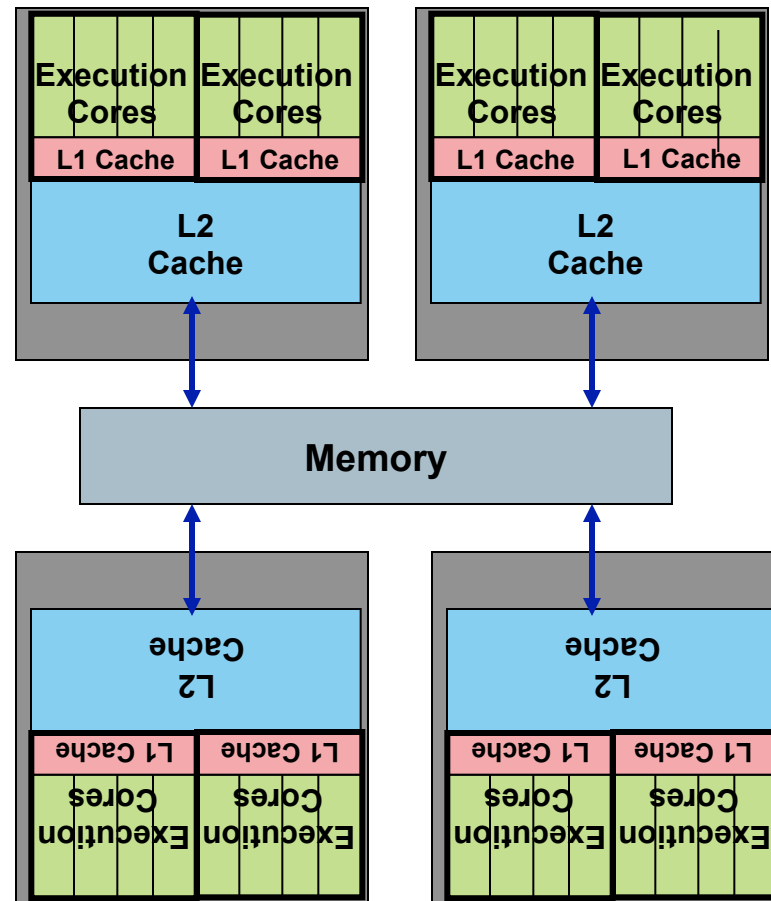 Execution
Cores
Execution
Cores
L1 Cache
L1 Cache
L2
Cache
Execution
Cores
Execution
Cores
L1 Cache
L1 Cache
L2
Cache
Memory
L2
Cache
L1 Cache
L1 Cache
Execution
Cores
Execution
Cores
L2
Cache
L1 Cache
L1 Cache
Execution
Cores
Execution
Cores